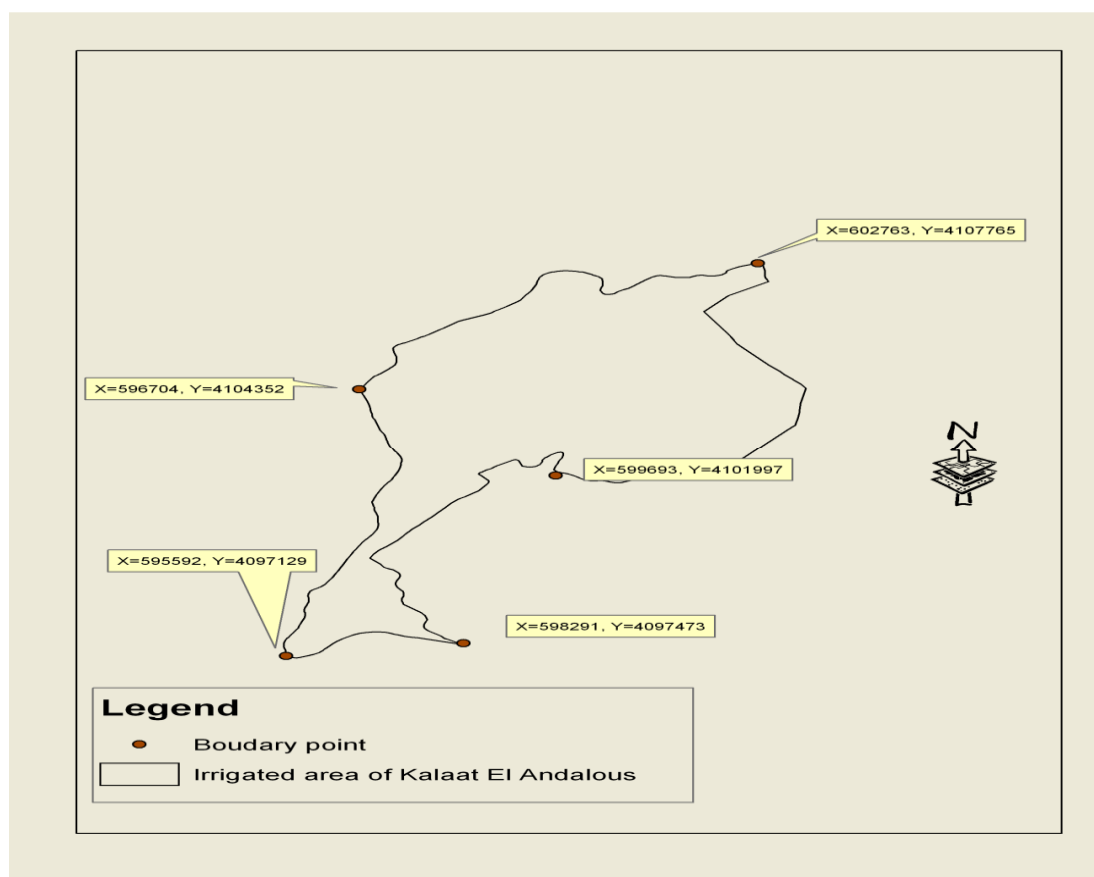 X=602763, Y=4107765
X=596704, Y=4104352
X=599693, Y=4101997
N
X=595592, Y=4097129
X=598291, Y=4097473
Legend
Boudary point
Irrigated area of Kalaat El Andalous